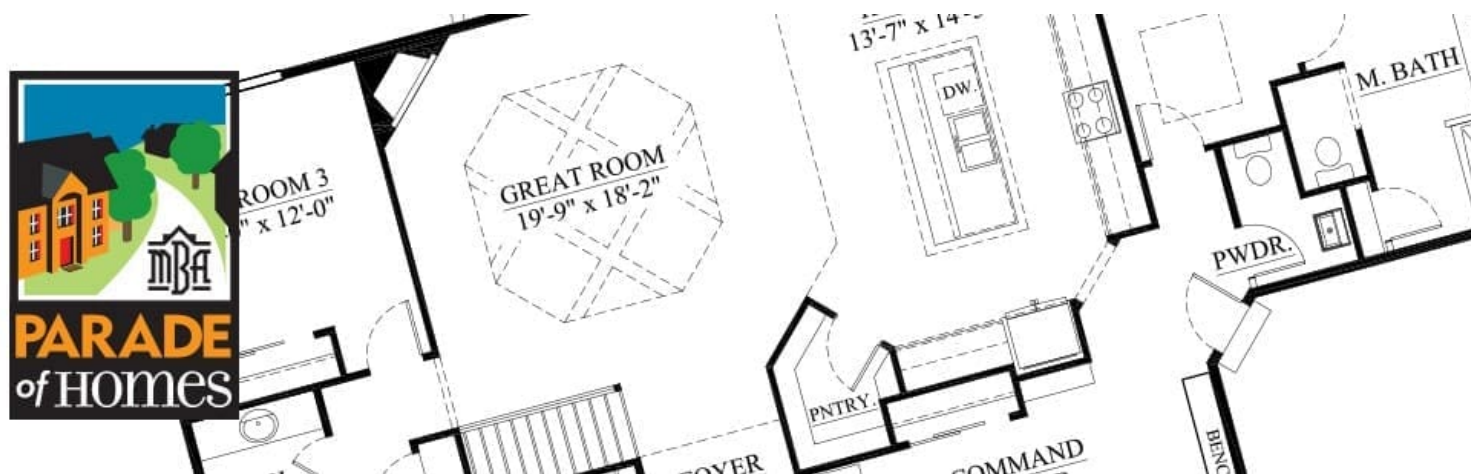 13'-7" x 14'-
DW.
M. BATH
GREAT ROOM
19'-9" x 18'-2"
ROOM 3
" x 12'-0"
MBA
PWDR.
PARADE
of HOMES
PNTRY.
COMMAND